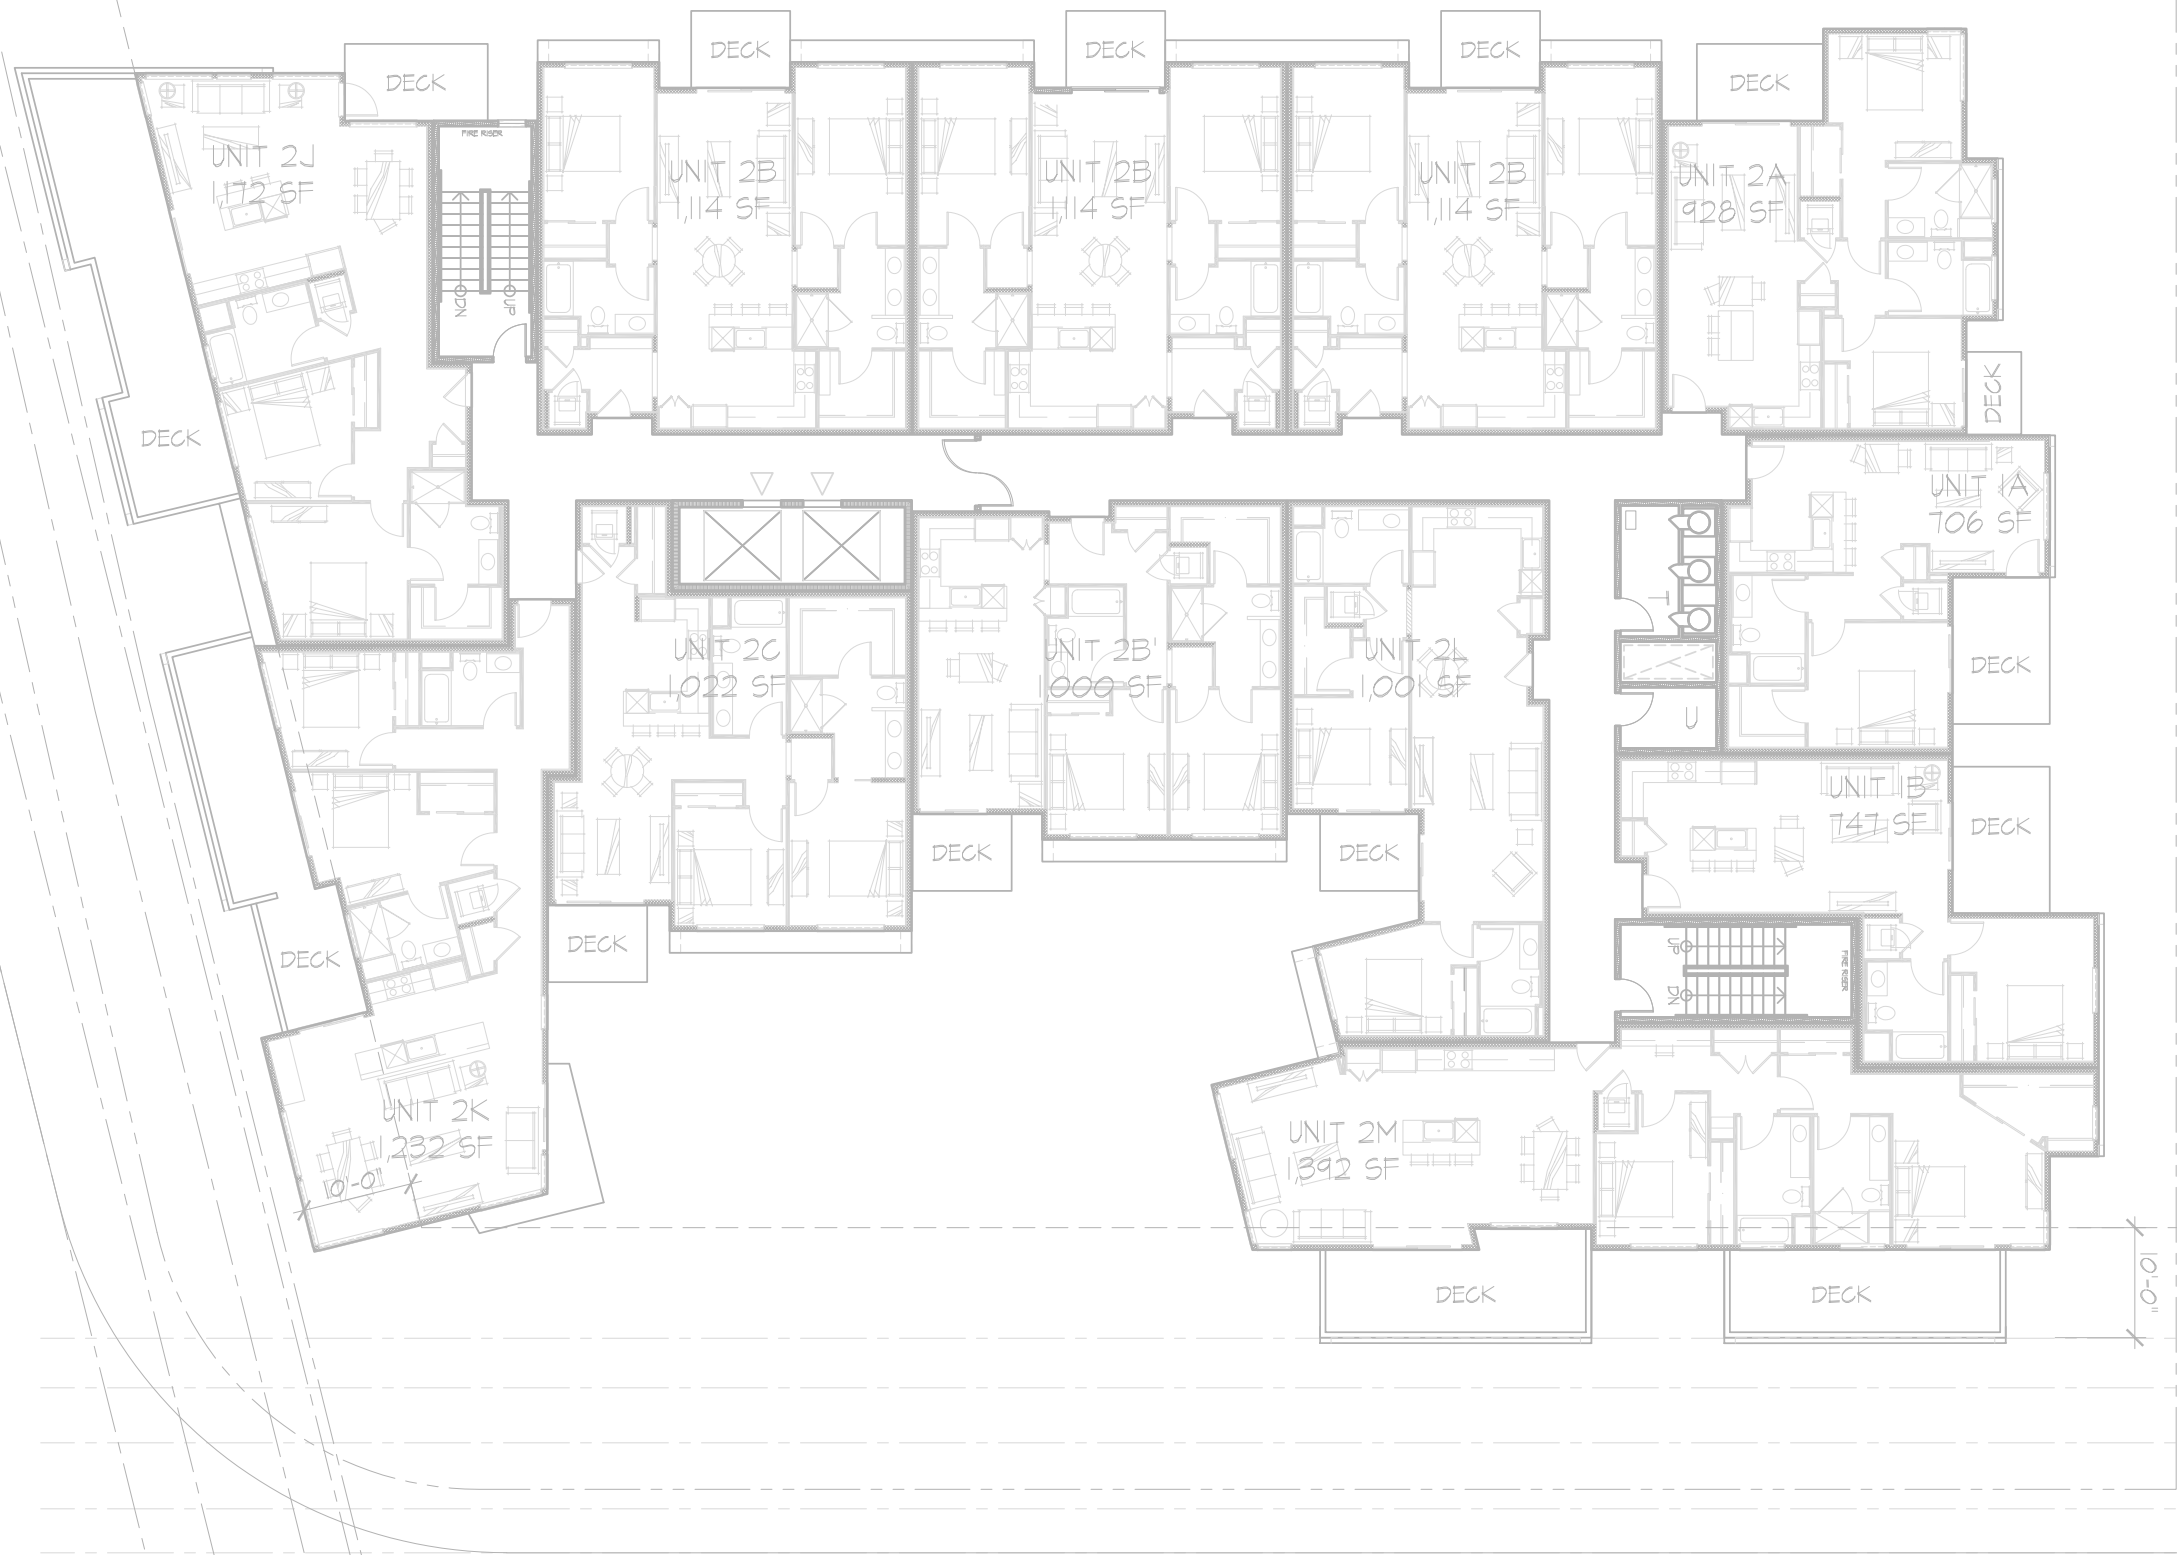 DECK
DECK
DECK
DECK
DECK
FIRE RISER
UNIT 2J
1,172 SF
UNIT 2B
1,114 SF
UNIT 2B
1,114 SF
UNIT 2B
1,114 SF
UNIT 2A
928 SF
DN
UP
DECK
DECK
UNIT 1A
706 SF
T
UNIT 2C
1,022 SF
UNIT 2B'
1,000 SF
UNIT 2L
1,001 SF
DECK
U
UNIT 1B
747 SF
DECK
DECK
DECK
DECK
DECK
UP
DN
FIRE RISER
UNIT 2K
1,232 SF
UNIT 2M
1,392 SF
10'-0"
DECK
DECK
10'-0"